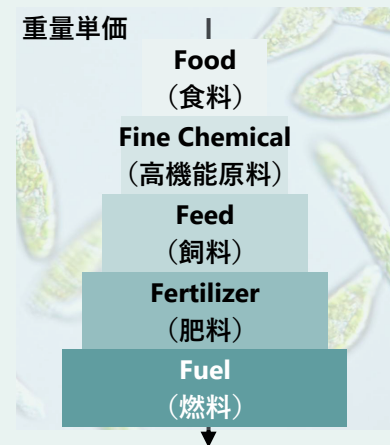 重量単価
Food
（食料）
Fine Chemical
（高機能原料）
Feed
（飼料）
Fertilizer
（肥料）
Fuel
（燃料）